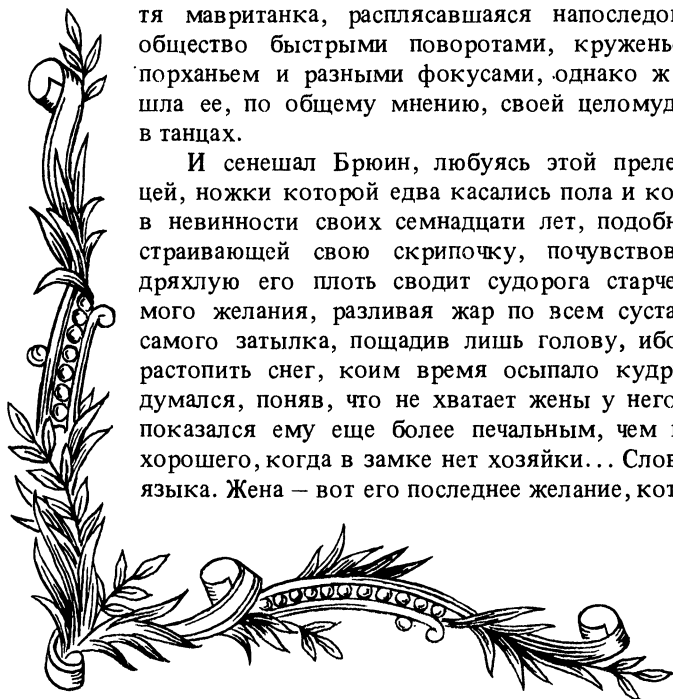 тя мавританка, расплясавшаяся напоследо
общество быстрыми поворотами, кружень
порханьем и разными фокусами, однако ж
шла ее, по общему мнению, своей целомуд
в танцах.
И сенешал Брюин, любуясь этой преле
цей, ножки которой едва касались пола и ко
в невинности своих семнадцати лет, подобн
страивающей свою скрипочку, почувствов
дряхлую его плоть сводит судорога старче
мого желания, разливая жар по всем суста
самого затылка, пощадив лишь голову, ибо
растопить снег, коим время осыпало кудр
думался, поняв, что не хватает жены у него
показался ему еще более печальным, чем
хорошего, когда в замке нет хозяйки... Слов
языка. Жена – вот его последнее желание, кот